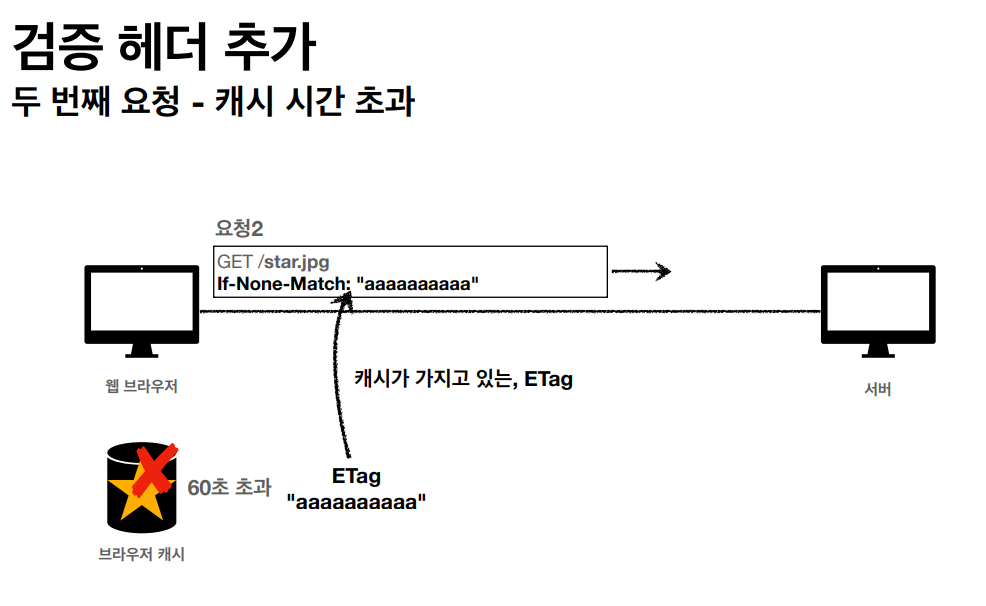 검증 헤더 추가
두 번째 요청 - 캐시 시간 초과
요청2
GET /star.jpg
If-None-Match: "aaaaaaaaaa"
웹 브라우저
캐시가 가지고 있는, ETag
서버
60초 초과
ETag
"aaaaaaaaaa"
브라우저 캐시